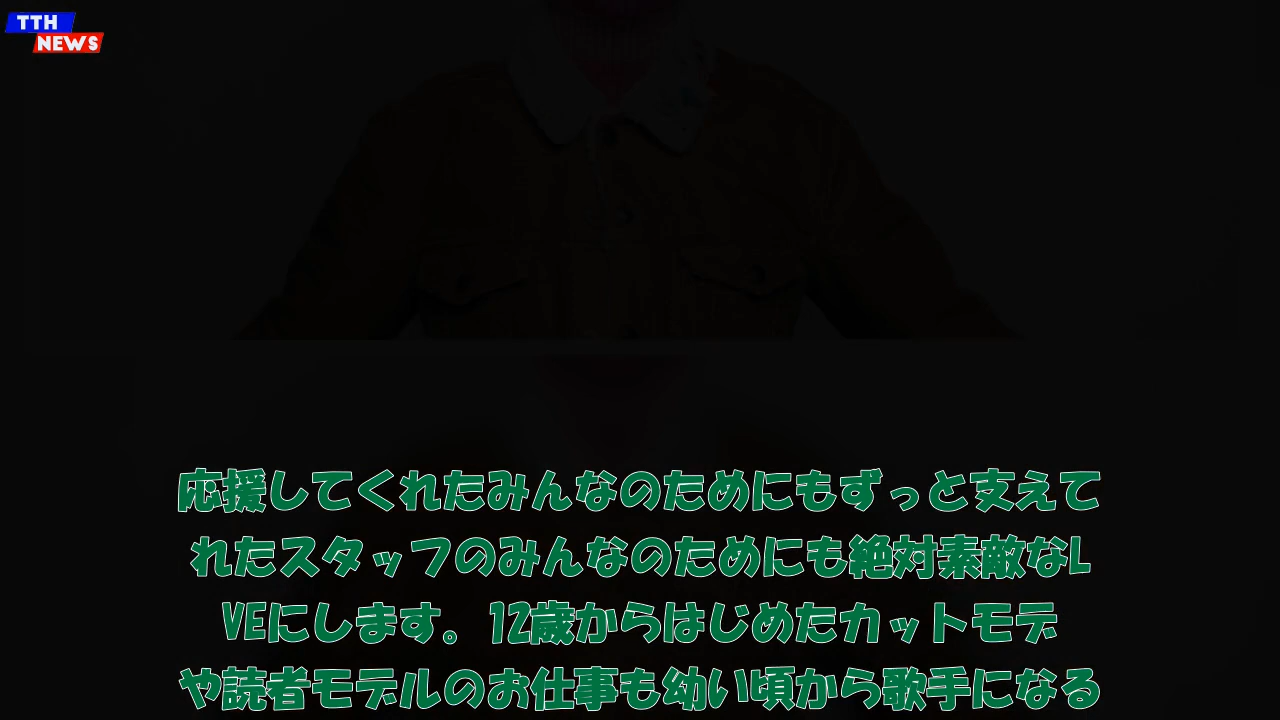 TTH
NEWS
応援してくれたみんなのためにもずっと支えて
れたスタッフのみんなのためにも絶対素敵なL
VEにします。12歳からはじめたカットモデ
や読者モデルのお仕事も幼い頃から歌手になる